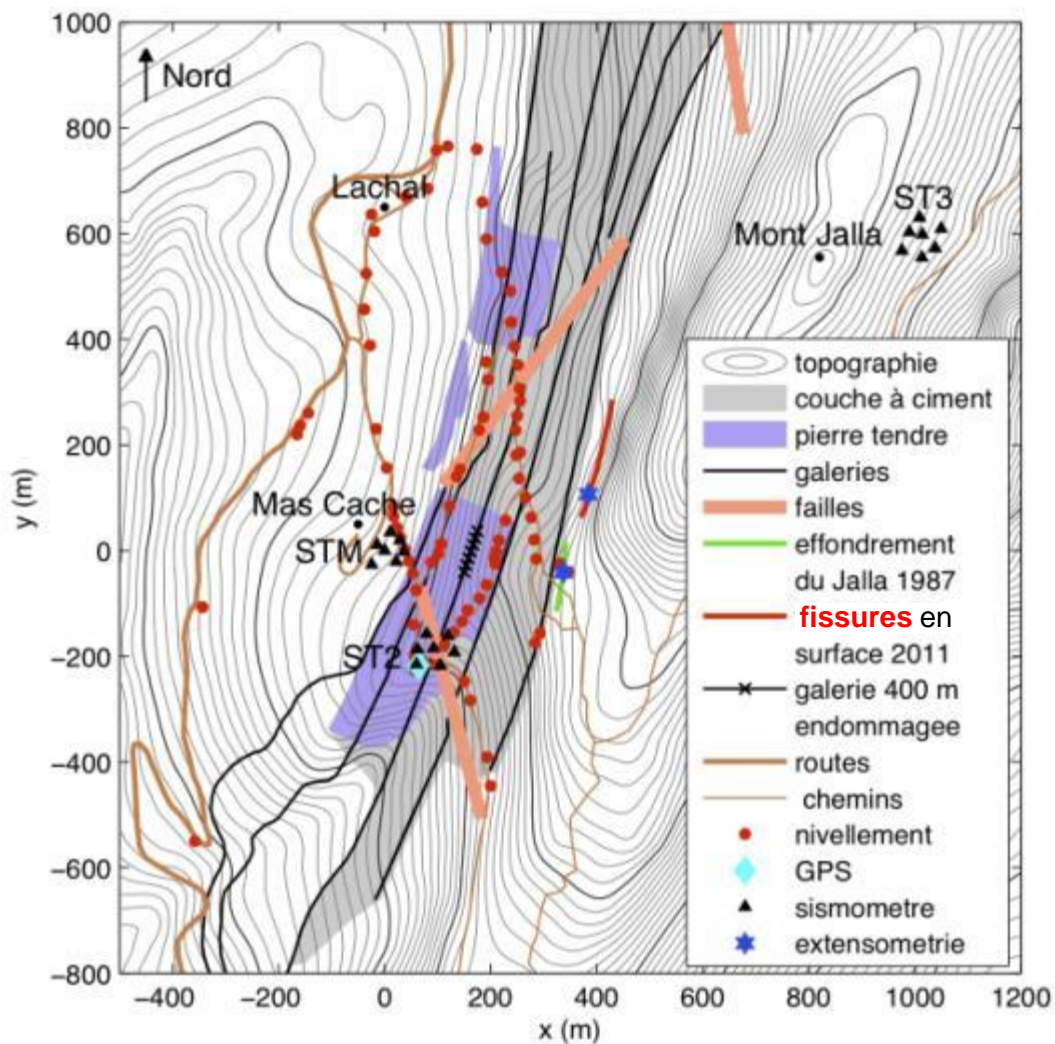 1000
Nord
800
Lachal
ST3
600
Mont Jalla
400
topographie
couche à ciment
200
pierre tendre
galeries
Mas Cache
failles
STM
0
effondrement
du Jalla 1987
fissures en
-200
ST2
surface 2011
galerie 400 m
endommagee
-400
routes
chemins
nivellement
-600
GPS
sismometre
extensometrie
-800
-400 -200 0 200 400 600 800 1000 1200
x (m)
y (m)